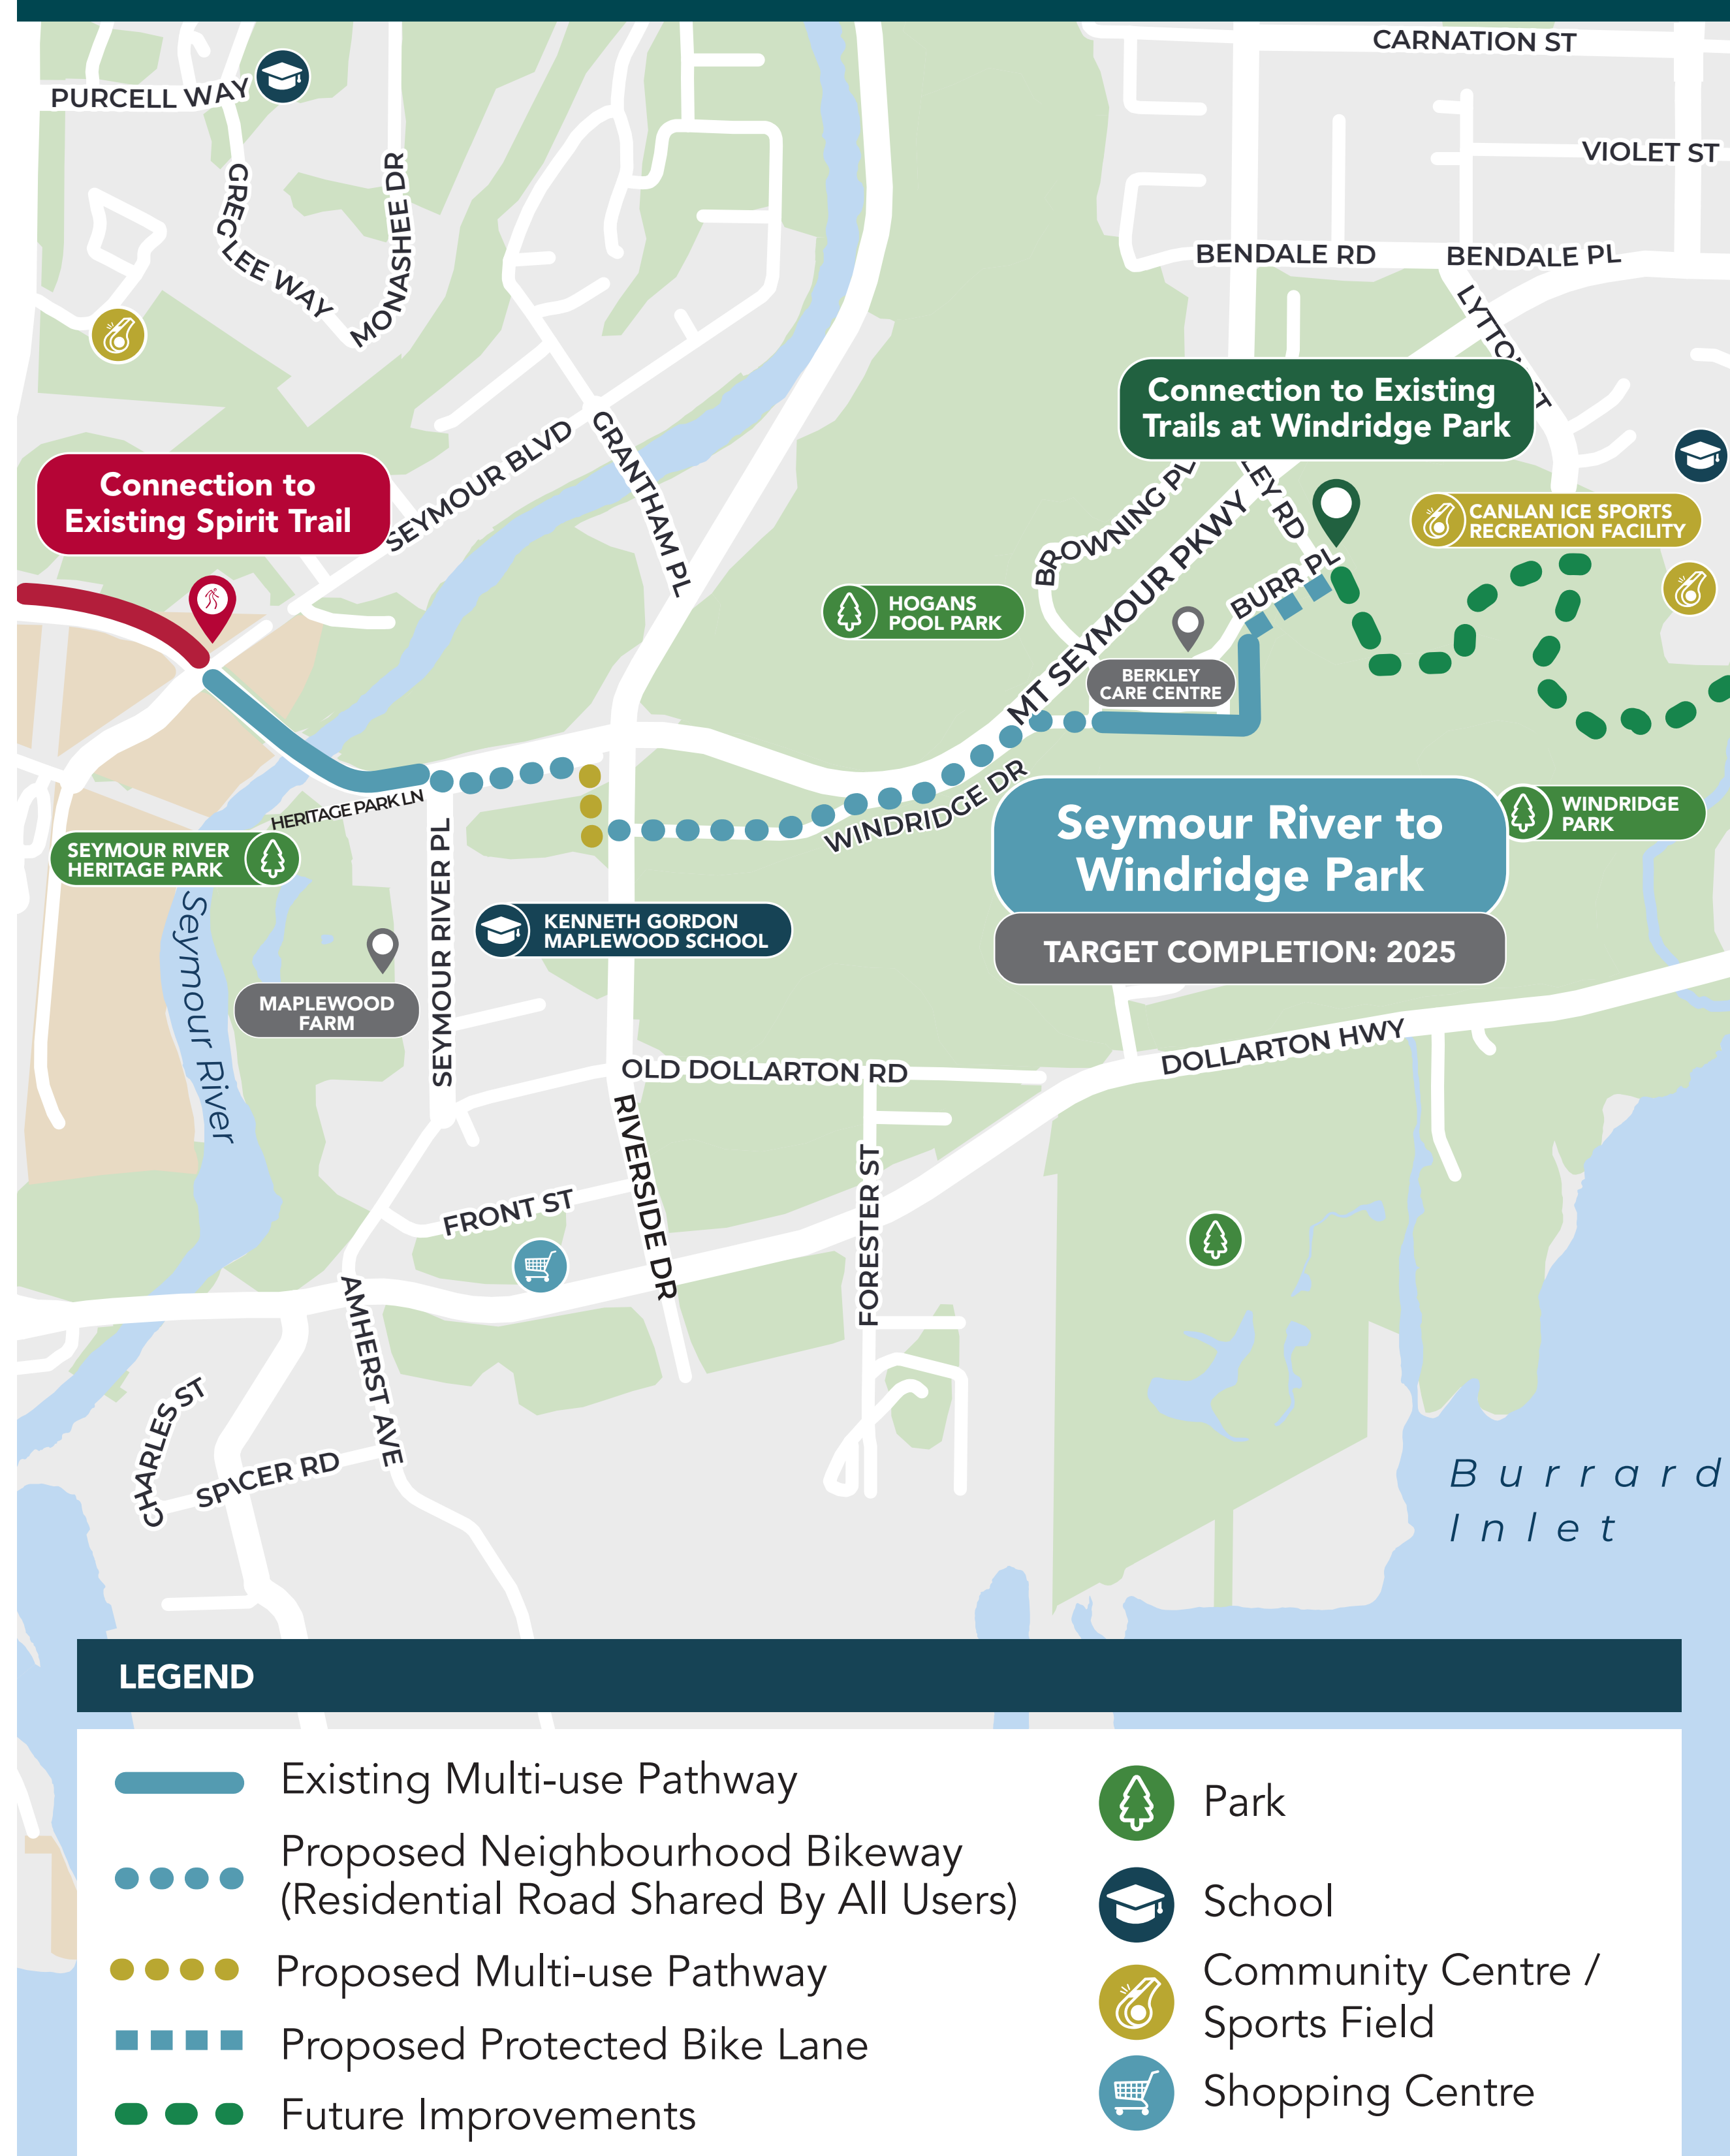 CARNATION ST
PURCELL WAY
VIOLET ST
GREG LEE WAY
MONASHEE DR
BENDALE RD
BENDALE PL
Connection to Existing
Trails at Windridge Park
SEYMOUR BLVD
GRANTHAM PL
Connection to
Existing Spirit Trail
BROWNING PL
EY RD
MT SEYMOUR PKWY
CANLAN ICE SPORTS
RECREATION FACILITY
BURR PL
HOGANS
POOL PARK
BERKLEY
CARE CENTRE
HERITAGE PARK LN
WINDRIDGE DR
Seymour River to
Windridge Park
TARGET COMPLETION: 2025
WINDRIDGE
PARK
SEYMOUR RIVER
HERITAGE PARK
SEYMOUR RIVER PL
Seymour River
KENNETH GORDON
MAPLEWOOD SCHOOL
MAPLEWOOD
FARM
OLD DOLLARTON RD
DOLLARTON HWY
RIVERSIDE DR
FORESTER ST
FRONT ST
AMHERST AVE
CHARLES ST
SPICER RD
Burrard
Inlet
LEGEND
Existing Multi-use Pathway
Proposed Neighbourhood Bikeway
(Residential Road Shared By All Users)
Proposed Multi-use Pathway
Proposed Protected Bike Lane
Future Improvements
Park
School
Community Centre /
Sports Field
Shopping Centre